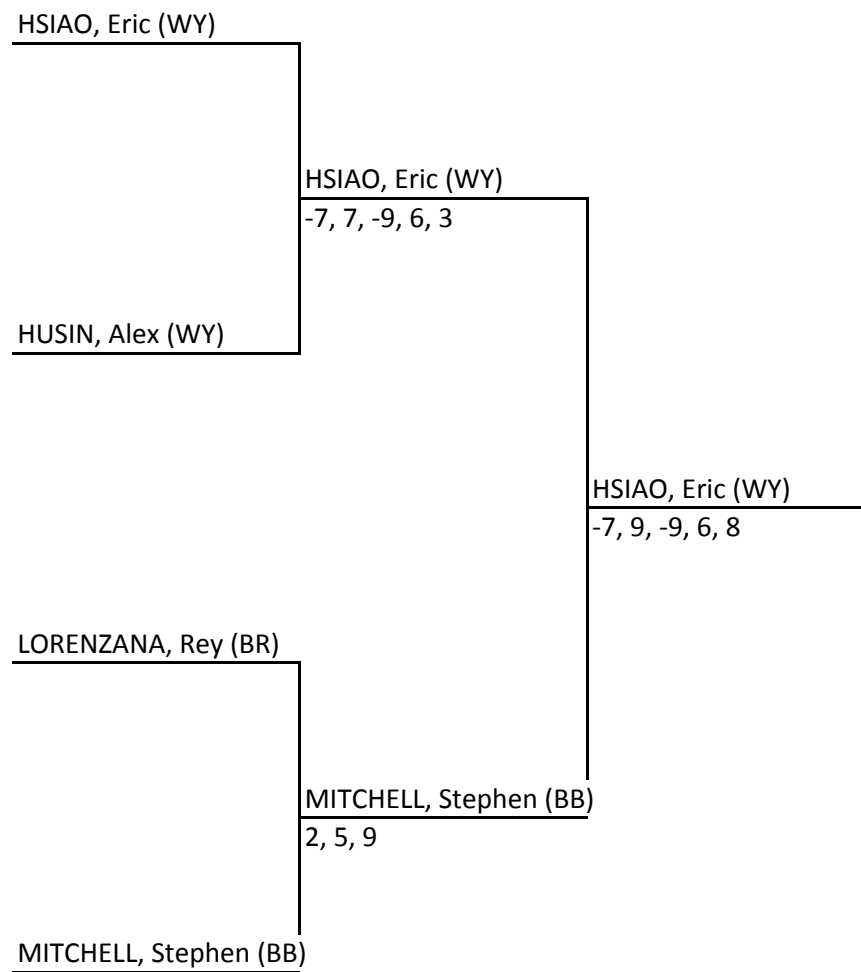 HSIAO, Eric (WY)
HSIAO, Eric (WY)
-7, 7, -9, 6, 3
HUSIN, Alex (WY)
HSIAO, Eric (WY)
-7, 9, -9, 6, 8
LORENZANA, Rey (BR)
MITCHELL, Stephen (BB)
2, 5, 9
MITCHELL, Stephen (BB)